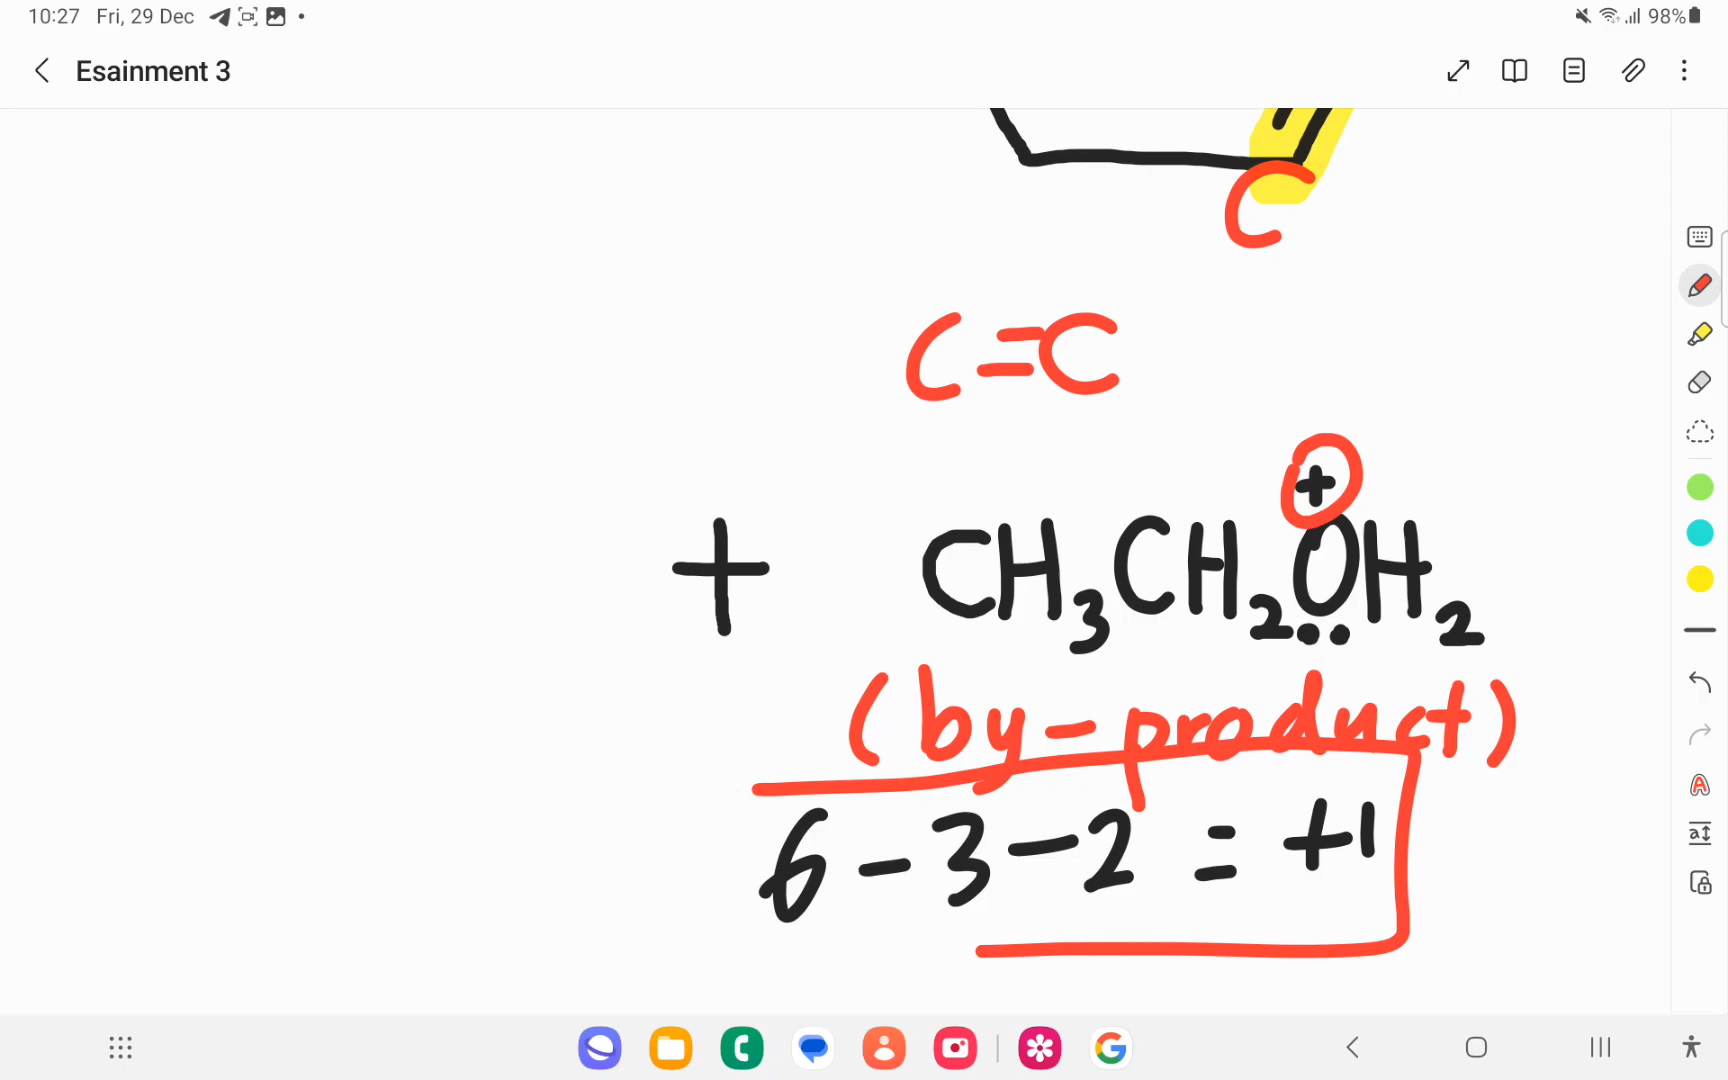 10:27 Fri, 29 Dec 98%
Esainment 3
C
C=C
+
+ CH3CH2OH2
(by-product)
6-3-2 = +1
A
a
G